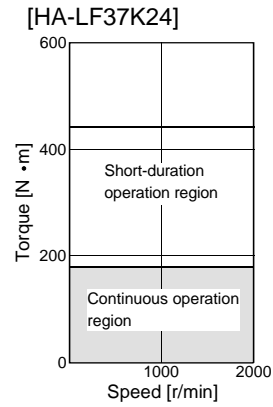 [HA-LF37K24]
600
400
200
0
Torque [N •m]
Short-duration
operation region
Continuous operation
region
1000
2000
Speed [r/min]